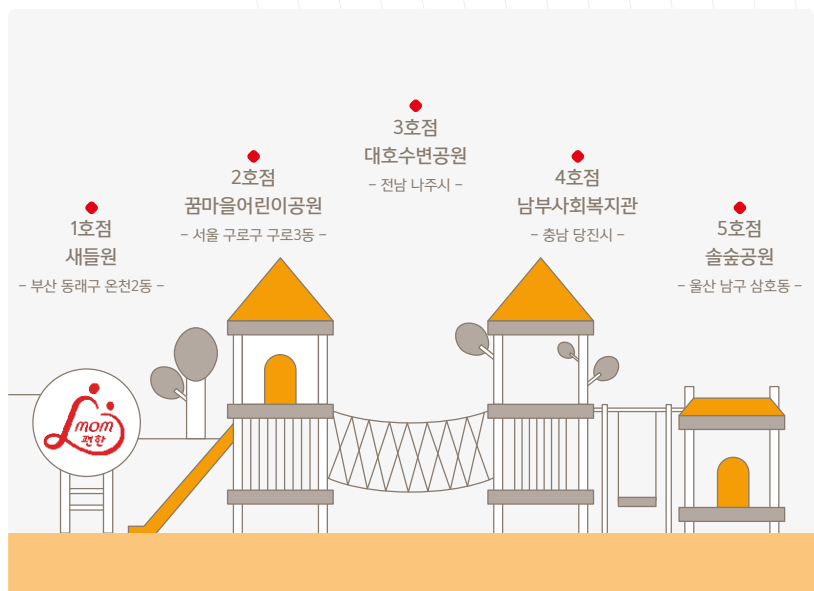 1호점
새들원
– 부산 동래구 온천2동 –
2호점
꿈마을어린이공원
– 서울 구로구 구로3동 –
3호점
대호수변공원
– 전남 나주시 –
4호점
남부사회복지관
– 충남 당진시 –
5호점
솔숲공원
– 울산 남구 삼호동 –
mom
편한